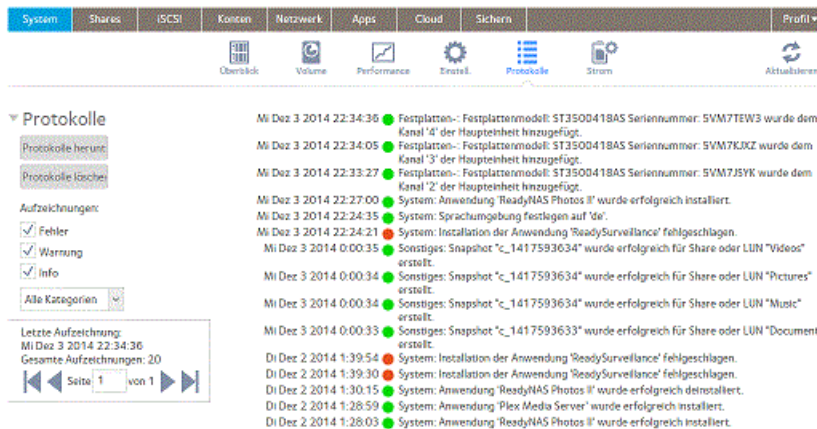 System Shares iSCSI Konten Netzwerk Apps Cloud Sichern Profil
Überblick Volume Performance Einstell. Protokolle Strom Aktualisieren
Protokolle
Protokolle herunt
Protokolle lösche
Aufzeichnungen:
Fehler
Warnung
Info
Alle Kategorien
Letzte Aufzeichnung:
Mi Dez 3 2014 22:34:36
Gesamte Aufzeichnungen: 20
Seite 1 von 1
Mi Dez 3 2014 22:34:36 Festplatten-: Festplattenmodell: ST3500418AS Seriennummer: 5VM7TEW3 wurde dem
Kanal '4' der Haupteinheit hinzugefügt.
Mi Dez 3 2014 22:34:05 Festplatten-: Festplattenmodell: ST3500418AS Seriennummer: 5VM7KJXZ wurde dem
Kanal '3' der Haupteinheit hinzugefügt.
Mi Dez 3 2014 22:33:27 Festplatten-: Festplattenmodell: ST3500418AS Seriennummer: 5VM7JSYK wurde dem
Kanal '2' der Haupteinheit hinzugefügt.
Mi Dez 3 2014 22:27:00 System: Anwendung 'ReadyNAS Photos II' wurde erfolgreich installiert.
Mi Dez 3 2014 22:24:35 System: Sprachumgebung festlegen auf 'de'.
Mi Dez 3 2014 22:24:21 System: Installation der Anwendung 'ReadySurveillance' fehlgeschlagen.
Mi Dez 3 2014 0:00:35 Sonstiges: Snapshot "c_1417593634" wurde erfolgreich für Share oder LUN "Videos"
erstellt.
Mi Dez 3 2014 0:00:34 Sonstiges: Snapshot "c_1417593634" wurde erfolgreich für Share oder LUN "Pictures"
erstellt.
Mi Dez 3 2014 0:00:34 Sonstiges: Snapshot "c_1417593634" wurde erfolgreich für Share oder LUN "Music"
erstellt.
Mi Dez 3 2014 0:00:33 Sonstiges: Snapshot "c_1417593633" wurde erfolgreich für Share oder LUN "Document
erstellt.
Di Dez 2 2014 1:39:54 System: Installation der Anwendung 'ReadySurveillance' fehlgeschlagen.
Di Dez 2 2014 1:39:30 System: Installation der Anwendung 'ReadySurveillance' fehlgeschlagen.
Di Dez 2 2014 1:30:15 System: Anwendung 'ReadyNAS Photos II' wurde erfolgreich deinstalliert.
Di Dez 2 2014 1:28:59 System: Anwendung 'Plex Media Server' wurde erfolgreich installiert.
Di Dez 2 2014 1:28:03 System: Anwendung 'ReadyNAS Photos II' wurde erfolgreich installiert.